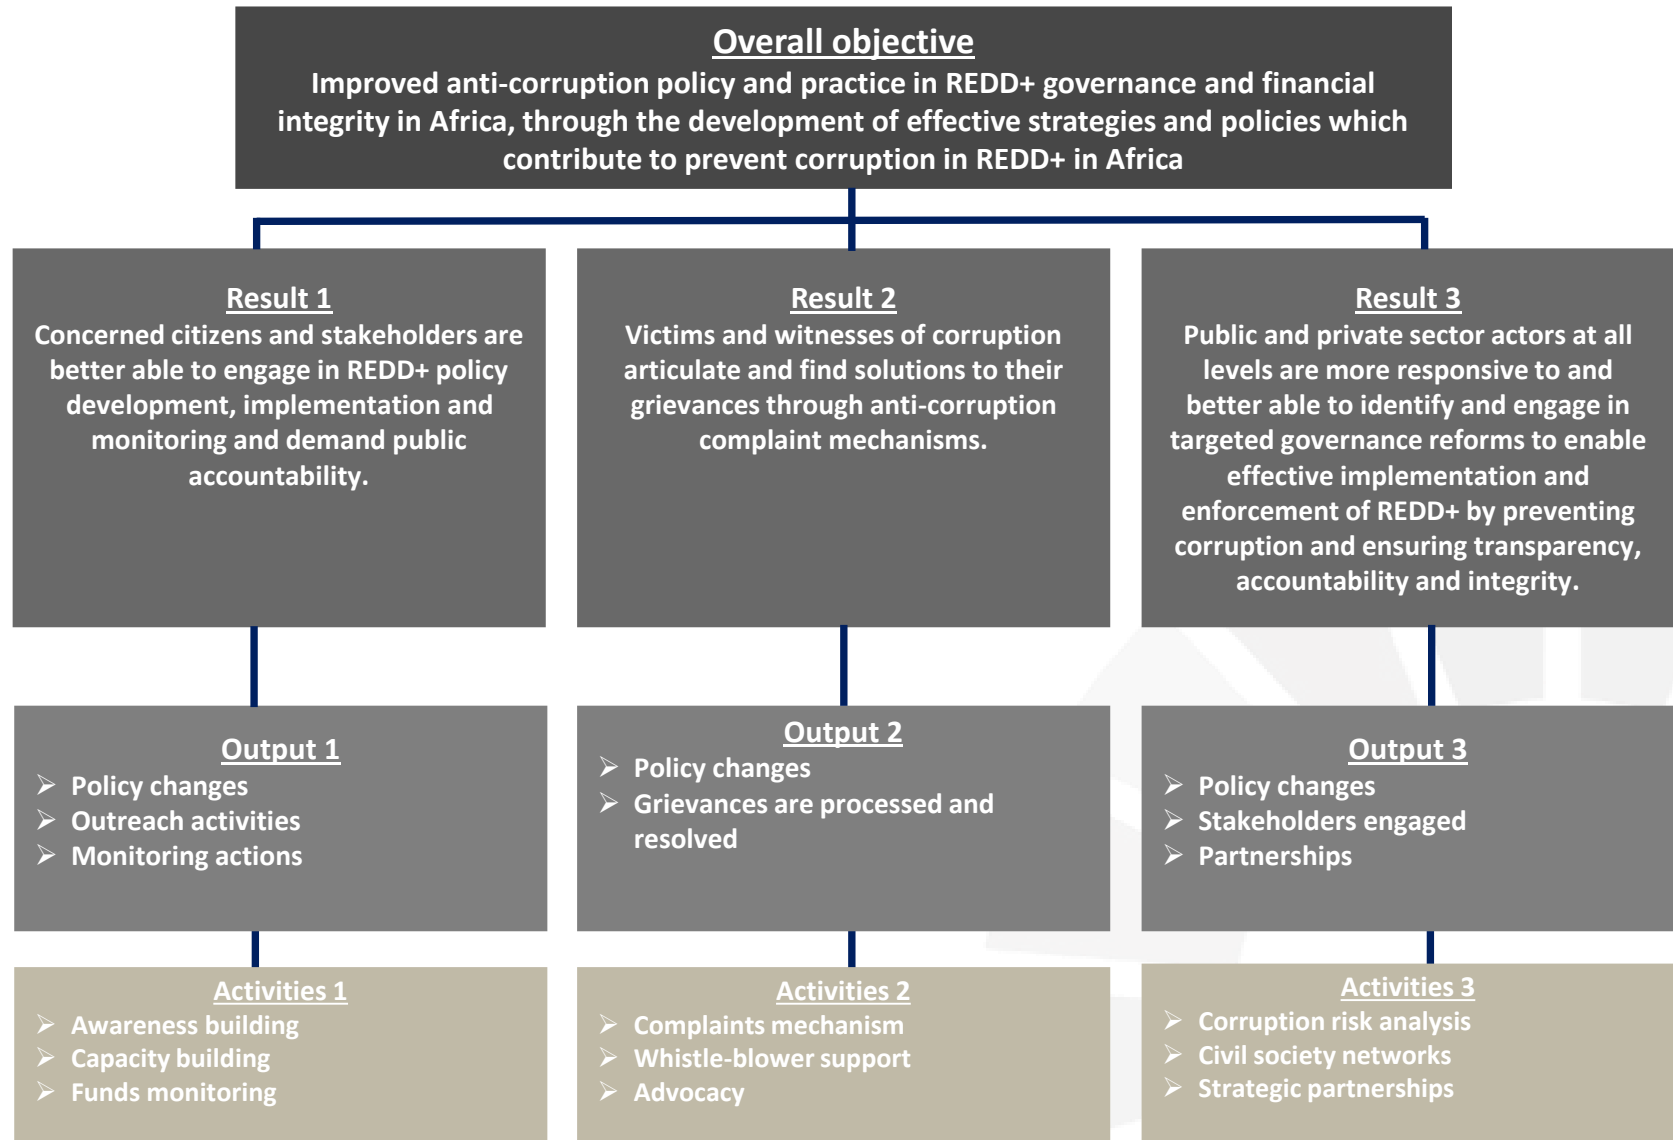 Overall objective
Improved anti-corruption policy and practice in REDD+ governance and financial
integrity in Africa, through the development of effective strategies and policies which
contribute to prevent corruption in REDD+ in Africa
Result 1
Concerned citizens and stakeholders are
better able to engage in REDD+ policy
development, implementation and
monitoring and demand public
accountability.
Result 2
Victims and witnesses of corruption
articulate and find solutions to their
grievances through anti-corruption
complaint mechanisms.
Result 3
Public and private sector actors at all
levels are more responsive to and
better able to identify and engage in
targeted governance reforms to enable
effective implementation and
enforcement of REDD+ by preventing
corruption and ensuring transparency,
accountability and integrity.
Output 1
➢ Policy changes
➢ Outreach activities
➢ Monitoring actions
Output 2
➢ Policy changes
➢ Grievances are processed and
resolved
Output 3
➢ Policy changes
➢ Stakeholders engaged
➢ Partnerships
Activities 1
➢ Awareness building
➢ Capacity building
➢ Funds monitoring
Activities 2
➢ Complaints mechanism
➢ Whistle-blower support
➢ Advocacy
Activities 3
➢ Corruption risk analysis
➢ Civil society networks
➢ Strategic partnerships